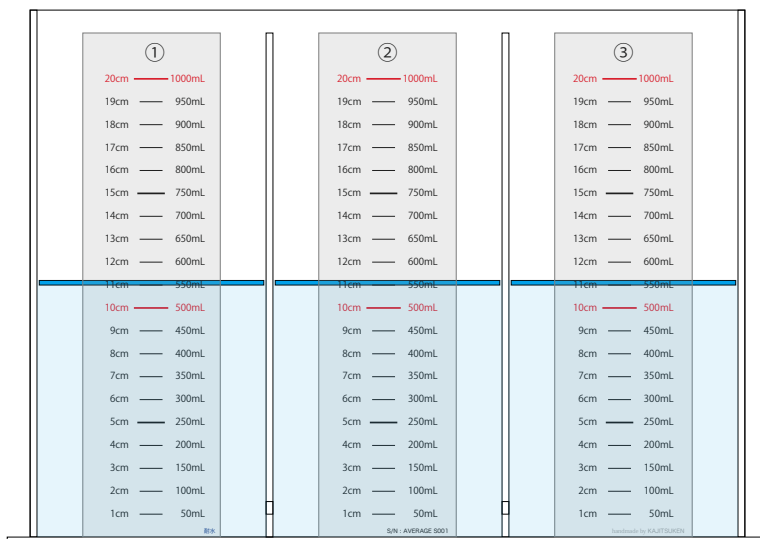 ①
20cm 1000mL
19cm 950mL
18cm 900mL
17cm 850mL
16cm 800mL
15cm 750mL
14cm 700mL
13cm 650mL
12cm 600mL
11cm 550mL
10cm 500mL
9cm 450mL
8cm 400mL
7cm 350mL
6cm 300mL
5cm 250mL
4cm 200mL
3cm 150mL
2cm 100mL
1cm 50mL
耐水
②
20cm 1000mL
19cm 950mL
18cm 900mL
17cm 850mL
16cm 800mL
15cm 750mL
14cm 700mL
13cm 650mL
12cm 600mL
11cm 550mL
10cm 500mL
9cm 450mL
8cm 400mL
7cm 350mL
6cm 300mL
5cm 250mL
4cm 200mL
3cm 150mL
2cm 100mL
1cm 50mL
S/N : AVERAGE S001
③
20cm 1000mL
19cm 950mL
18cm 900mL
17cm 850mL
16cm 800mL
15cm 750mL
14cm 700mL
13cm 650mL
12cm 600mL
11cm 550mL
10cm 500mL
9cm 450mL
8cm 400mL
7cm 350mL
6cm 300mL
5cm 250mL
4cm 200mL
3cm 150mL
2cm 100mL
1cm 50mL
handmade by KAJITSUKEN